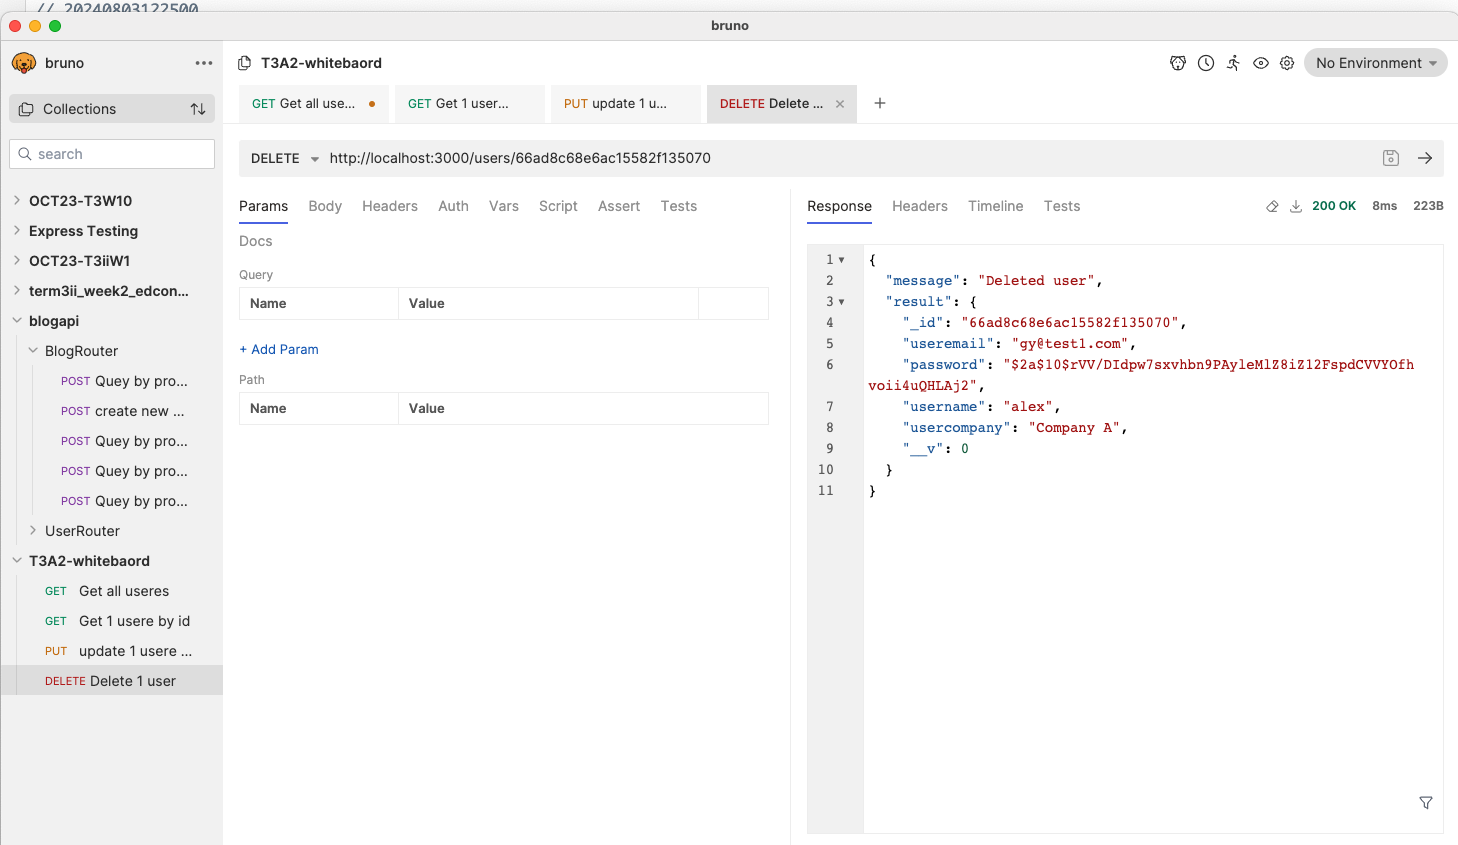 // 20240803122500
bruno
bruno
Collections
search
OCT23-T3W10
Express Testing
OCT23-T3iiW1
term3ii_week2_edcon...
blogapi
BlogRouter
POST Quey by pro...
POST create new ...
POST Quey by pro...
POST Quey by pro...
POST Quey by pro...
UserRouter
T3A2-whitebaord
GET Get all useres
GET Get 1 usere by id
PUT update 1 usere ...
DELETE Delete 1 user
T3A2-whitebaord
No Environment
GET Get all use...
GET Get 1 user...
PUT update 1 u...
DELETE Delete ...
DELETE http://localhost:3000/users/66ad8c68e6ac15582f135070
Params Body Headers Auth Vars Script Assert Tests
Docs
Query
Name Value
+ Add Param
Path
Name Value
Response Headers Timeline Tests 200 OK 8ms 223B
1 {
2 "message": "Deleted user",
3 "result": {
4 "_id": "66ad8c68e6ac15582f135070",
5 "useremail": "gy@test1.com",
6 "password": "$2a$10$rVV/DIdpw7sxvhbn9PAyleMlZ8iZ12FspdCVVYOfh
voii4uQHLAj2",
7 "username": "alex",
8 "usercompany": "Company A",
9 "__v": 0
10 }
11 }